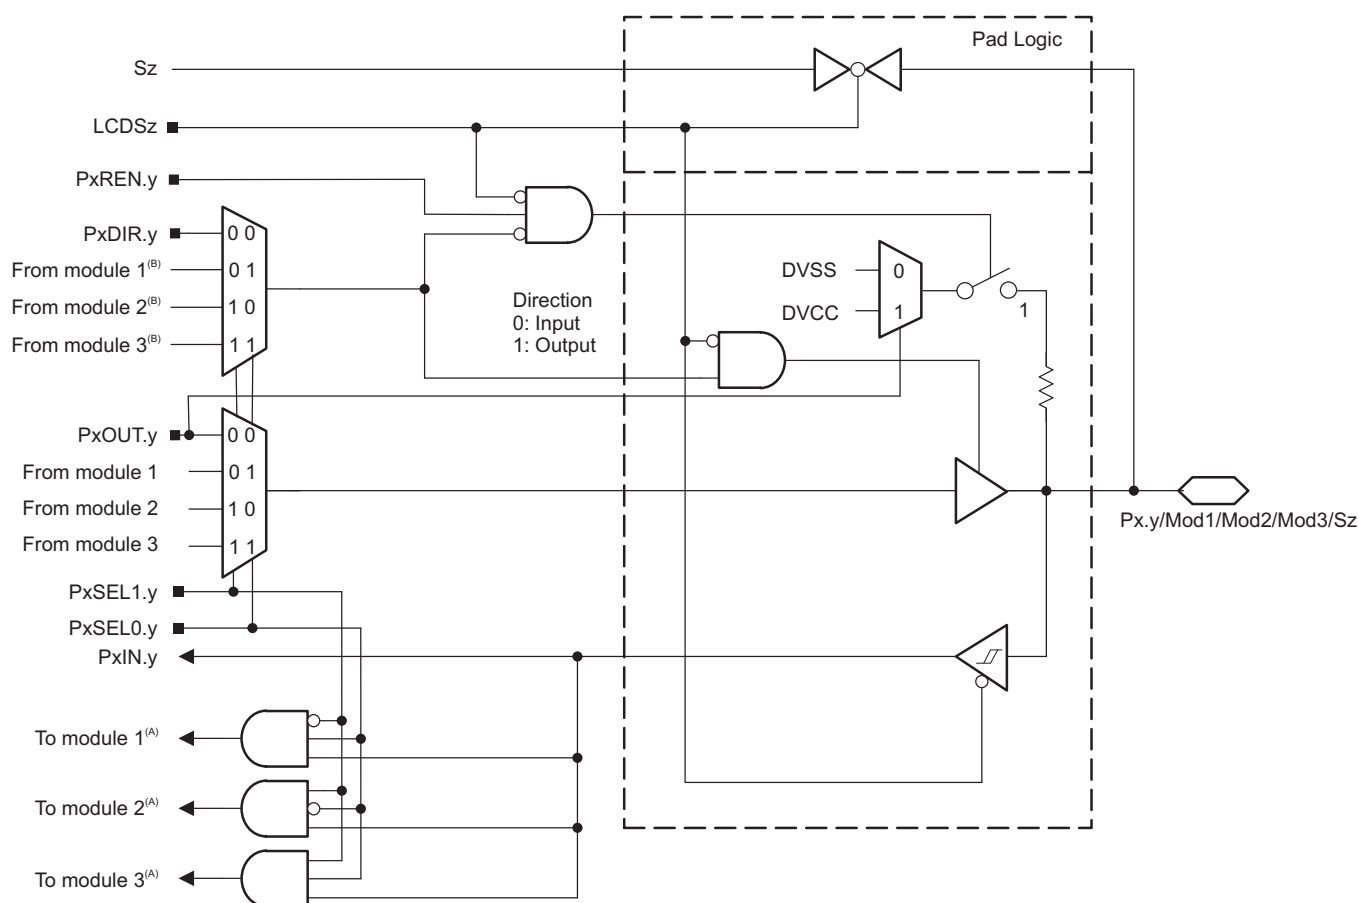 Pad Logic
Sz
LCDSz
PxREN.y
PxDIR.y
0 0
From module 1(B)
0 1
From module 2(B)
1 0
From module 3(B)
1 1
Direction
0: Input
1: Output
DVSS
0
DVCC
1
1
PxOUT.y
0 0
From module 1
0 1
From module 2
1 0
From module 3
1 1
Px.y/Mod1/Mod2/Mod3/Sz
PxSEL1.y
PxSEL0.y
PxIN.y
To module 1(A)
To module 2(A)
To module 3(A)